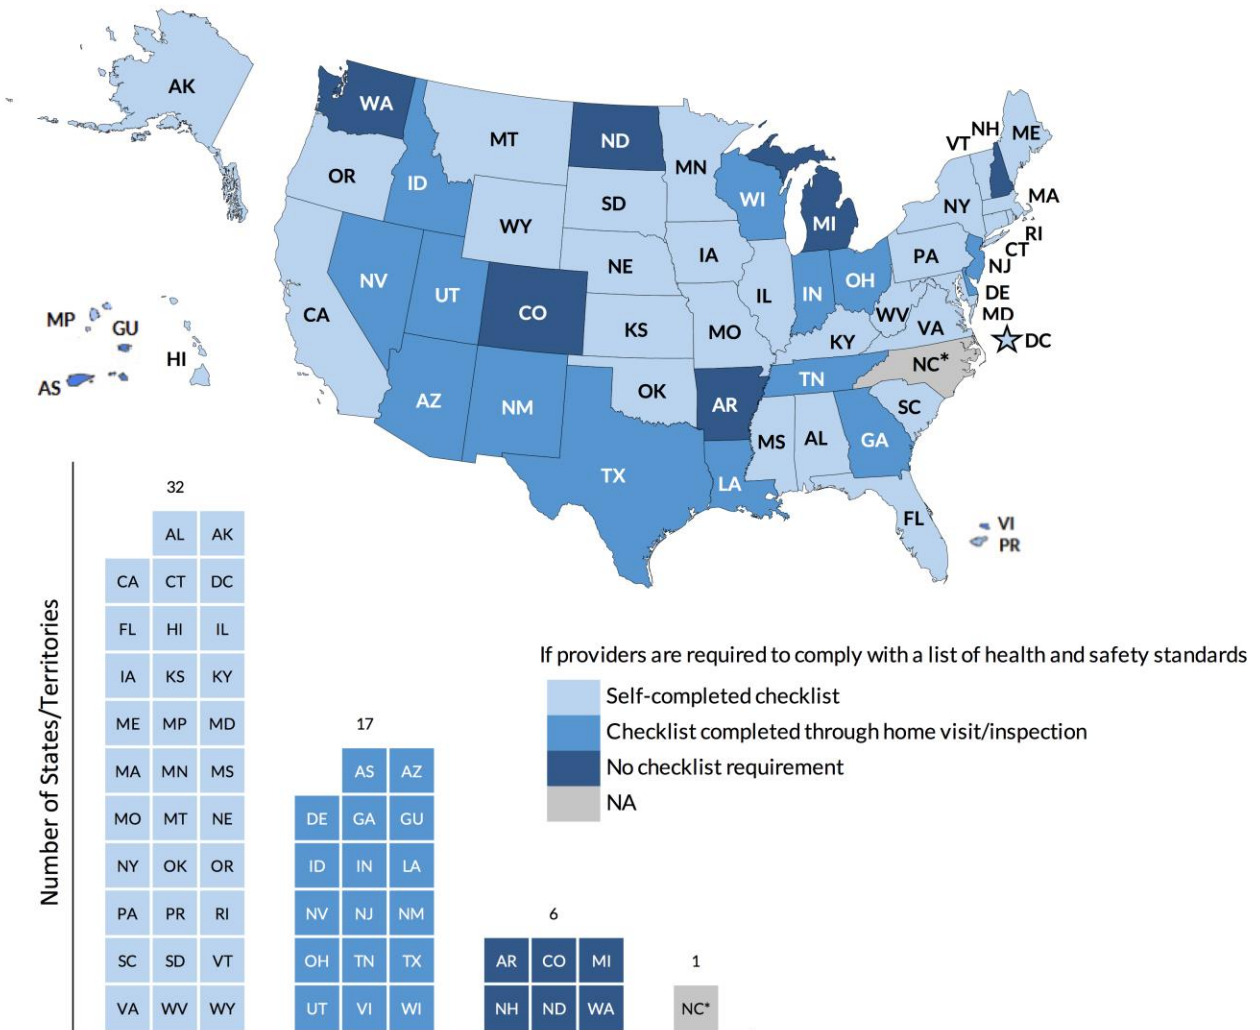 AK
WA
MT
ND
MN
VT
NH
ME
OR
ID
WY
SD
WI
MI
NY
MA
RI
CT
NJ
PA
NV
UT
CO
NE
IA
IL
IN
OH
DE
MD
DC
WV
VA
CA
KS
MO
KY
MP
GU
HI
AS
AZ
NM
OK
AR
TN
NC*
SC
TX
LA
MS
AL
GA
FL
VI
PR
If providers are required to comply with a list of health and safety standards
Self-completed checklist
Checklist completed through home visit/inspection
No checklist requirement
NA
Number of States/Territories
32
AL AK
CA CT DC
FL HI IL
IA KS KY
ME MP MD
MA MN MS
MO MT NE
NY OK OR
PA PR RI
SC SD VT
VA WV WY
17
AS AZ
DE GA GU
ID IN LA
NV NJ NM
OH TN TX
UT VI WI
6
AR CO MI
NH ND WA
1
NC*